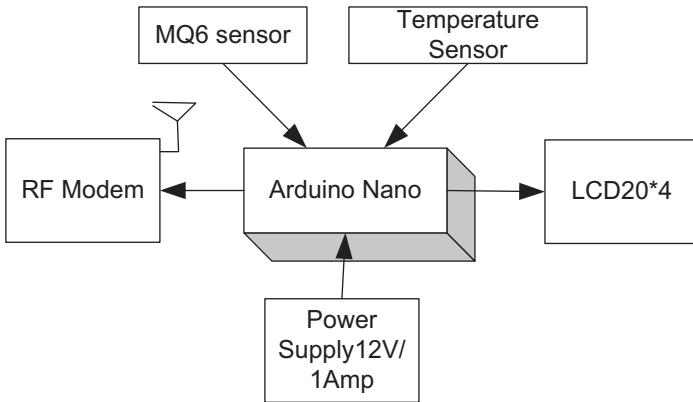 MQ6 sensor
Temperature
Sensor
RF Modem
Arduino Nano
LCD20*4
Power
Supply12V/
1Amp